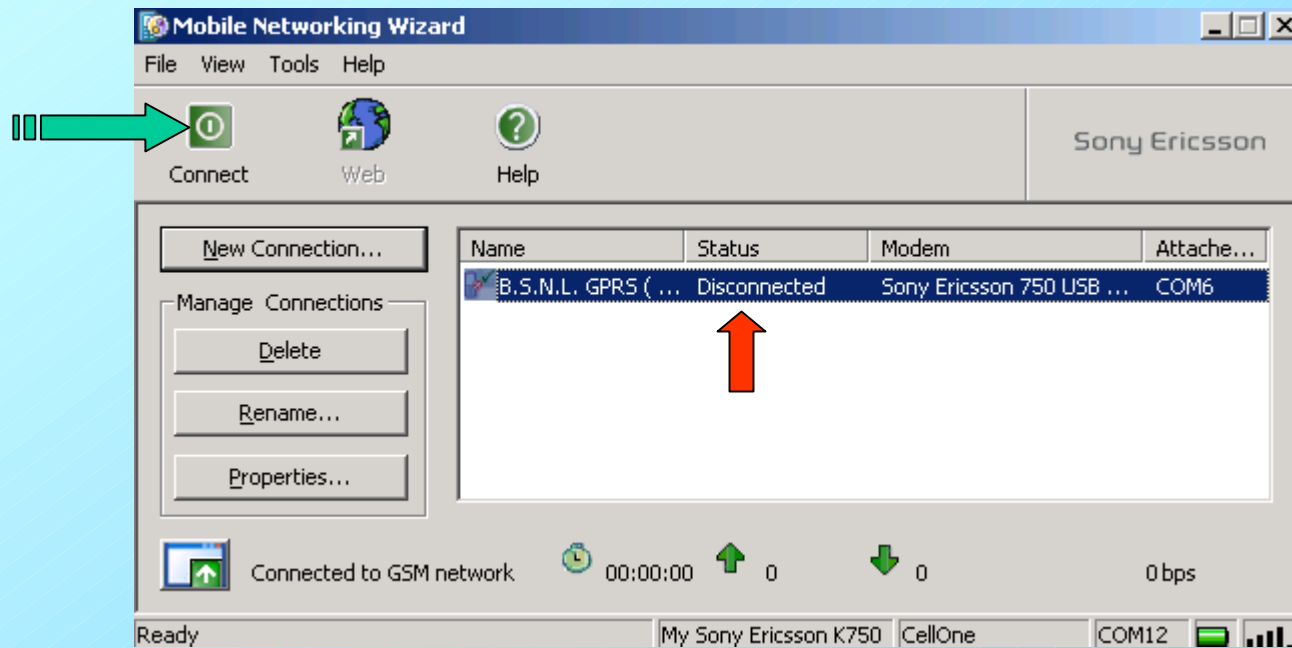 Mobile Networking Wizard
File View Tools Help
Connect Web Help
Sony Ericsson
New Connection...
Manage Connections
Delete
Rename...
Properties...
Name Status Modem Attache...
B.S.N.L. GPRS ( ... Disconnected Sony Ericsson 750 USB ... COM6
Connected to GSM network 00:00:00 0 0 0 bps
Ready My Sony Ericsson K750 CellOne COM12